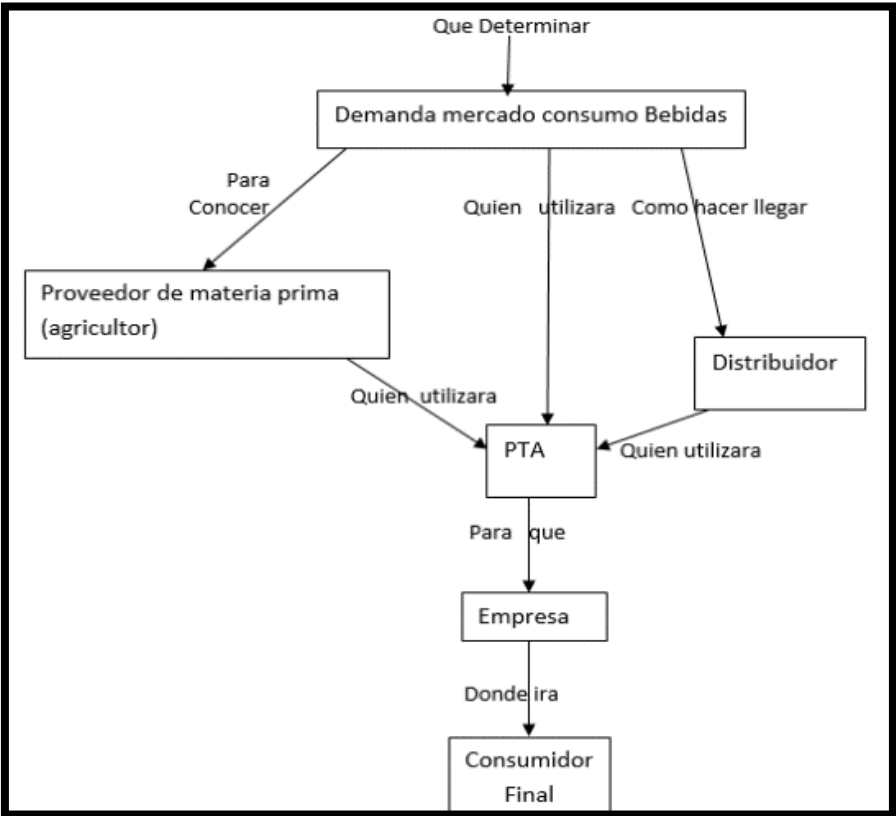 Que Determinar
Demanda mercado consumo Bebidas
Para
Conocer
Quien utilizara
Como hacer llegar
Proveedor de materia prima
(agricultor)
Distribuidor
Quien utilizara
PTA
Quien utilizara
Para que
Empresa
Donde ira
Consumidor
Final